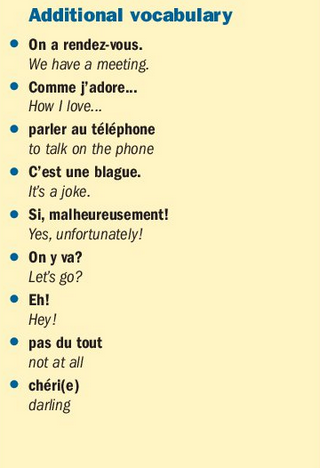 Additional vocabulary
On a rendez-vous.
We have a meeting.
Comme j'adore...
How I love...
parler au téléphone
to talk on the phone
C'est une blague.
It's a joke.
Si, malheureusement!
Yes, unfortunately!
On y va?
Let's go?
Eh!
Hey!
pas du tout
not at all
chéri(e)
darling